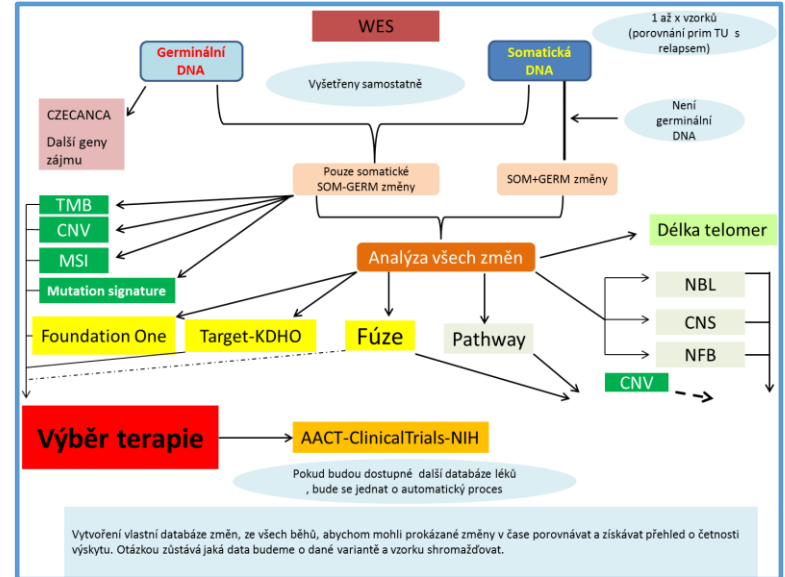 WES
1 až x vzorků
(porovnání prim TU s
relapsem)
Germinální
DNA
Somatická
DNA
Vyšetřeny samostatně
CZECANCA
Další geny
zájmu
Není
germinální
DNA
Pouze somatické
SOM-GERM změny
SOM+GERM změny
TMB
CNV
MSI
Mutation signature
Analýza všech změn
Délka telomer
NBL
CNS
NFB
Foundation One
Target-KDHO
Fúze
Pathway
CNV
Výběr terapie
AACT-ClinicalTrials-NIH
Pokud budou dostupné další databáze léků
, bude se jednat o automatický proces
Vytvoření vlastní databáze změn, ze všech běhů, abychom mohli prokázané změny v čase porovnávat a získávat přehled o četnosti
výskytu. Otázkou zůstává jaká data budeme o dané variantě a vzorku shromažďovat.